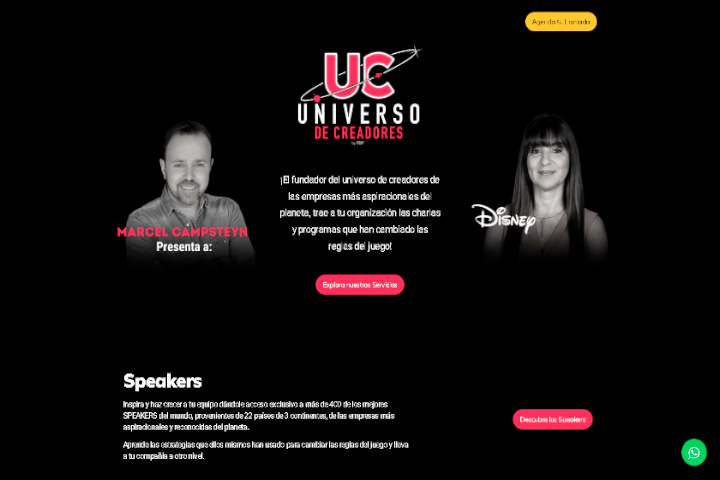 Agenda tu Llamada
UC
UNIVERSO
DE CREADORES
¡El fundador del universo de creadores de
las empresas más aspiracionales del
planeta, trae a tu organización las charlas
y programas que han cambiado las
reglas del juego!
MARCEL CAMPSTEYN
Presenta a:
Disney
Explora nuestros Servicios
Speakers
Inspira y haz crecer a tu equipo dándole acceso exclusivo a más de 400 de los mejores
SPEAKERS del mundo, provenientes de 22 países de 3 continentes, de las empresas más
aspiracionales y reconocidas del planeta.
Aprende las estrategias que ellos mismos han usado para cambiar las reglas del juego y lleva
a tu compañía a otro nivel.
Descubre los Speakers